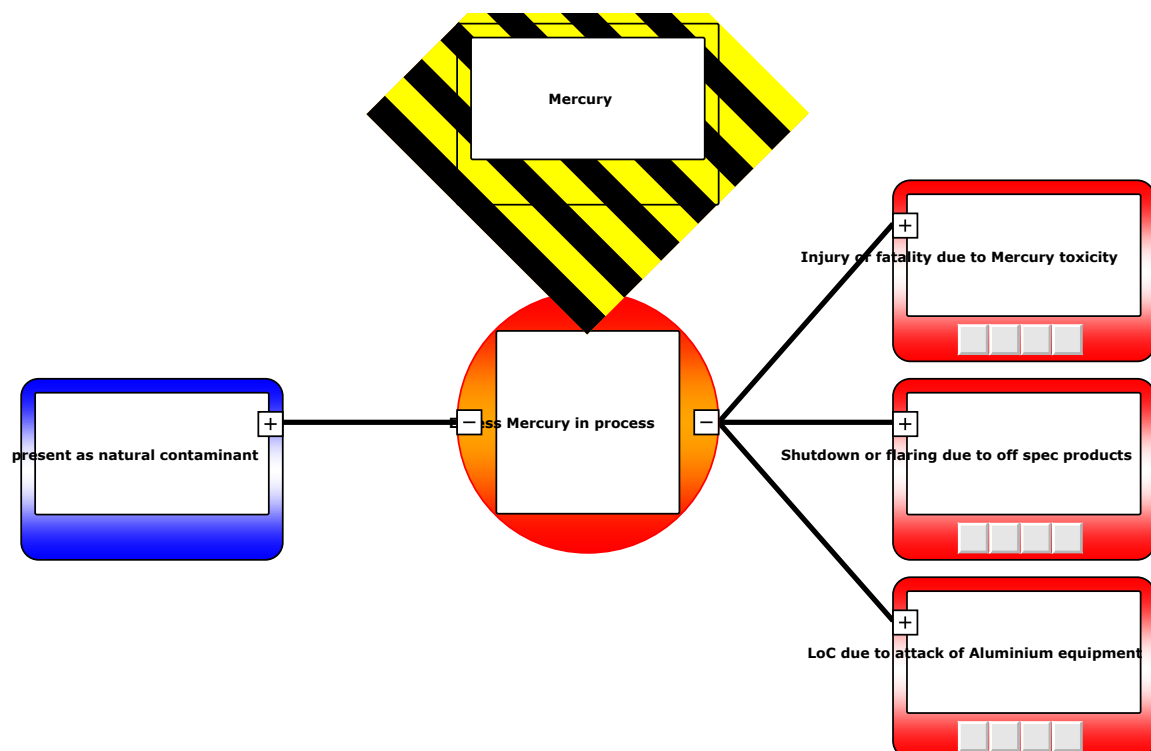 Mercury
Injury or fatality due to Mercury toxicity
present as natural contaminant
Excess Mercury in process
Shutdown or flaring due to off spec products
LoC due to attack of Aluminium equipment